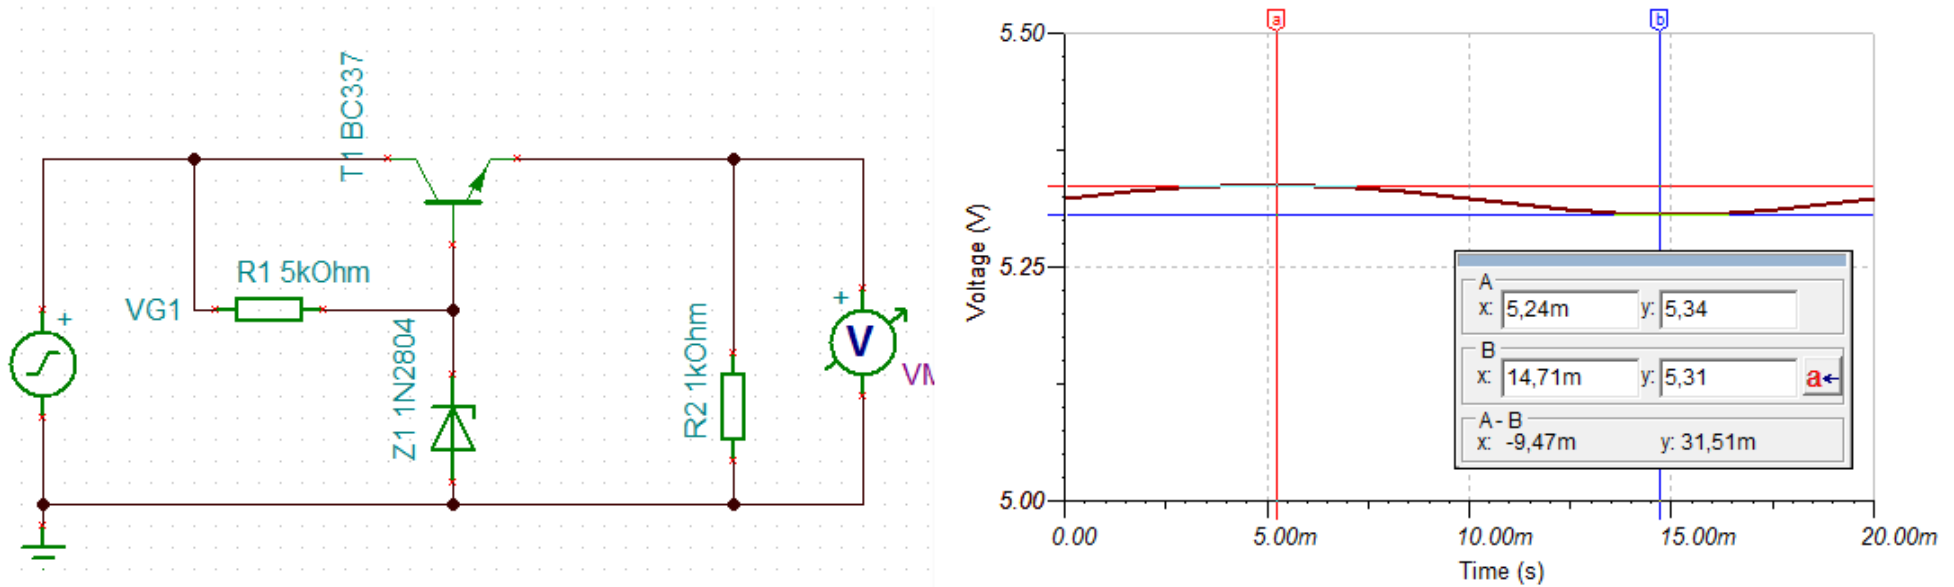 T1 BC337
R1 5kOhm
VG1
+
Z1 1N2804
R2 1kOhm
+
V
a
b
5.50
5.25
5.00
Voltage (V)
0.00
5.00m
10.00m
15.00m
20.00m
Time (s)
A
x: 5,24m y: 5,34
B
x: 14,71m y: 5,31
a←
A - B
x: -9,47m y: 31,51m